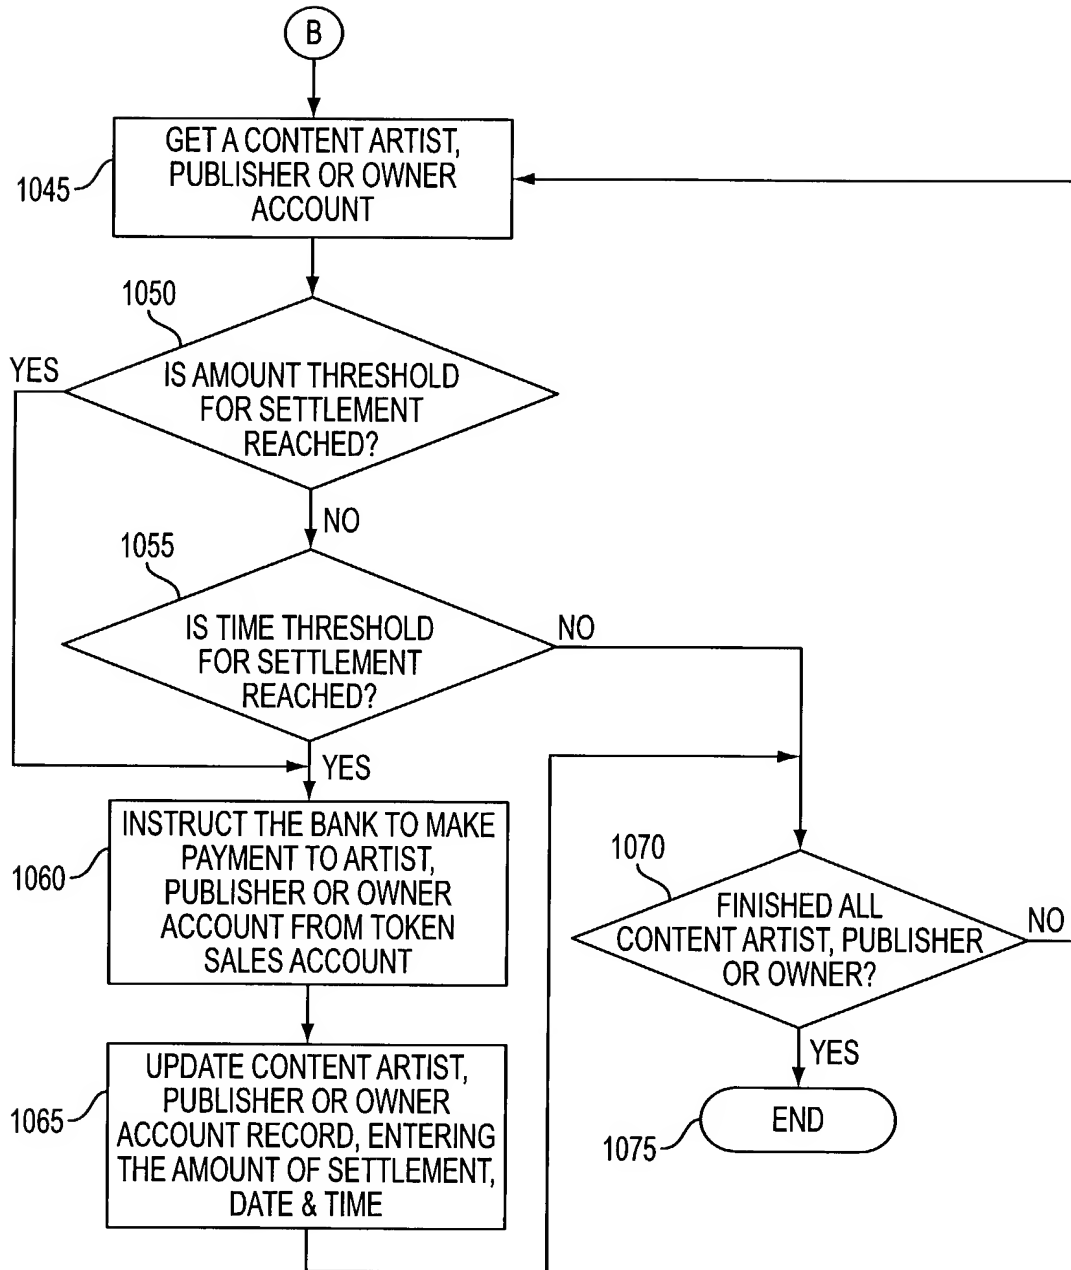 B
GET A CONTENT ARTIST,
PUBLISHER OR OWNER
ACCOUNT
1045
1050
YES
IS AMOUNT THRESHOLD
FOR SETTLEMENT
REACHED?
NO
1055
IS TIME THRESHOLD
FOR SETTLEMENT
REACHED?
NO
YES
INSTRUCT THE BANK TO MAKE
PAYMENT TO ARTIST,
PUBLISHER OR OWNER
ACCOUNT FROM TOKEN
SALES ACCOUNT
1060
1070
FINISHED ALL
CONTENT ARTIST, PUBLISHER
OR OWNER?
NO
YES
UPDATE CONTENT ARTIST,
PUBLISHER OR OWNER
ACCOUNT RECORD, ENTERING
THE AMOUNT OF SETTLEMENT,
DATE & TIME
1065
END
1075